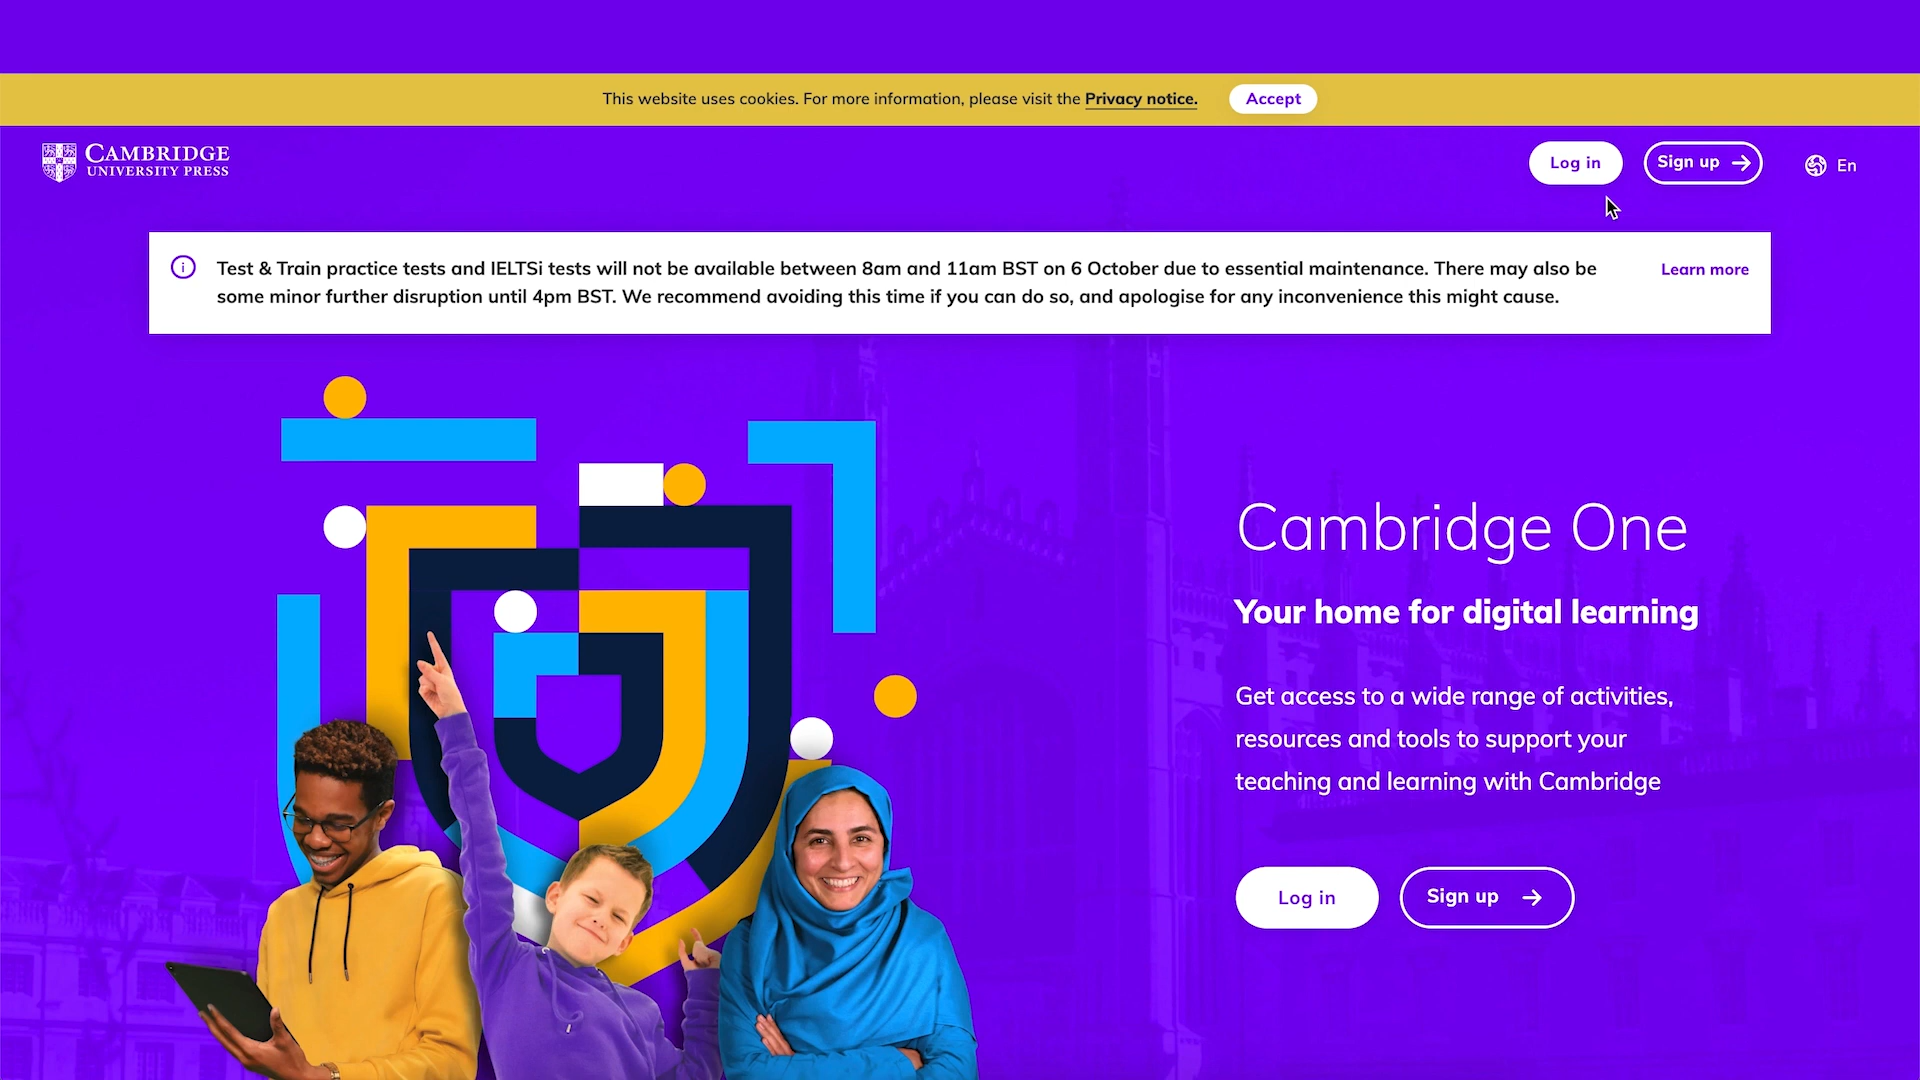 This website uses cookies. For more information, please visit the Privacy notice.
Accept
CAMBRIDGE
UNIVERSITY PRESS
Log in
Sign up
En
Test & Train practice tests and IELTSi tests will not be available between 8am and 11am BST on 6 October due to essential maintenance. There may also be
some minor further disruption until 4pm BST. We recommend avoiding this time if you can do so, and apologise for any inconvenience this might cause.
Learn more
Cambridge One
Your home for digital learning
Get access to a wide range of activities,
resources and tools to support your
teaching and learning with Cambridge
Log in
Sign up